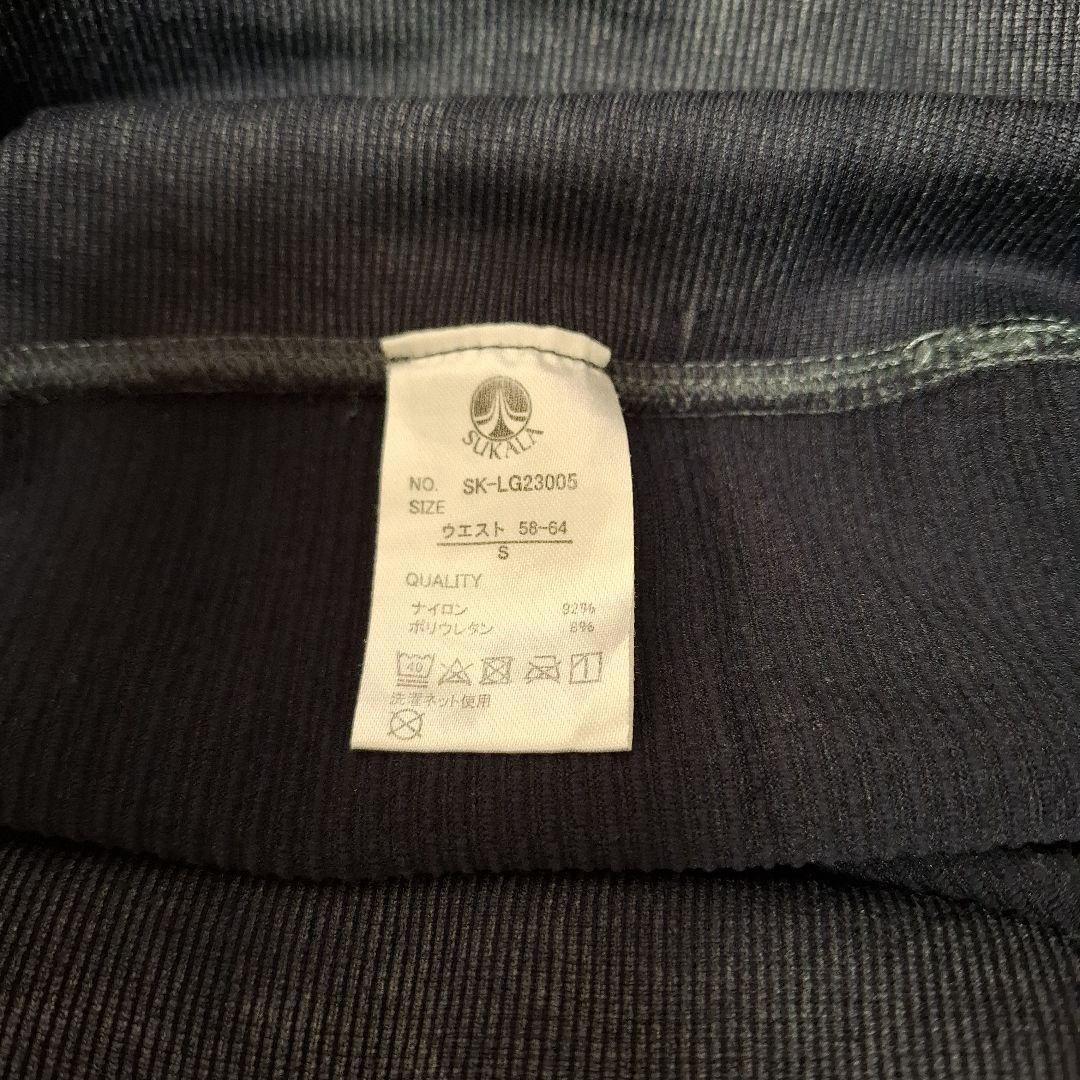 SUKALA
NO. SK-LG23005
SIZE
ウエスト 58-64
S
QUALITY
ナイロン 92%
ポリウレタン 8%
40
洗濯ネット使用